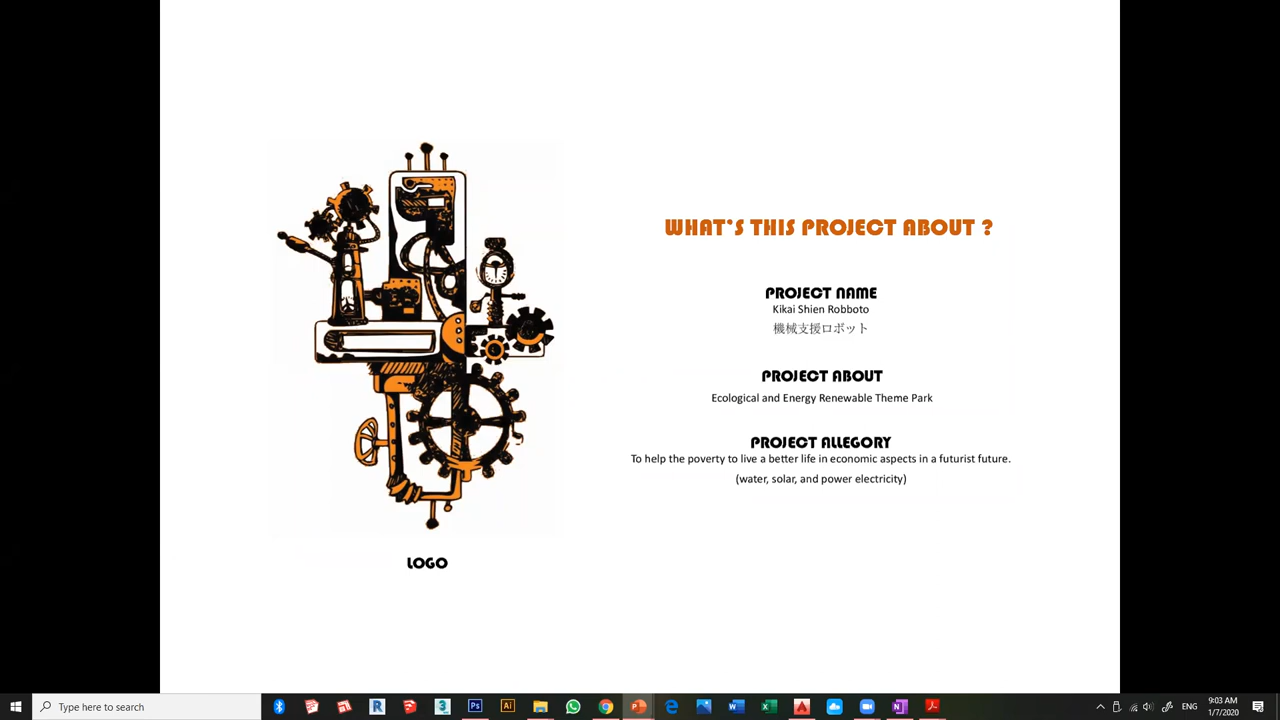 WHAT'S THIS PROJECT ABOUT ?
PROJECT NAME
Kikai Shien Robboto
機械支援ロボット
PROJECT ABOUT
Ecological and Energy Renewable Theme Park
PROJECT ALLEGORY
To help the poverty to live a better life in economic aspects in a futurist future.
(water, solar, and power electricity)
LOGO
Type here to search
R
3
Ps
Ai
ENG
9:03 AM
1/7/2020